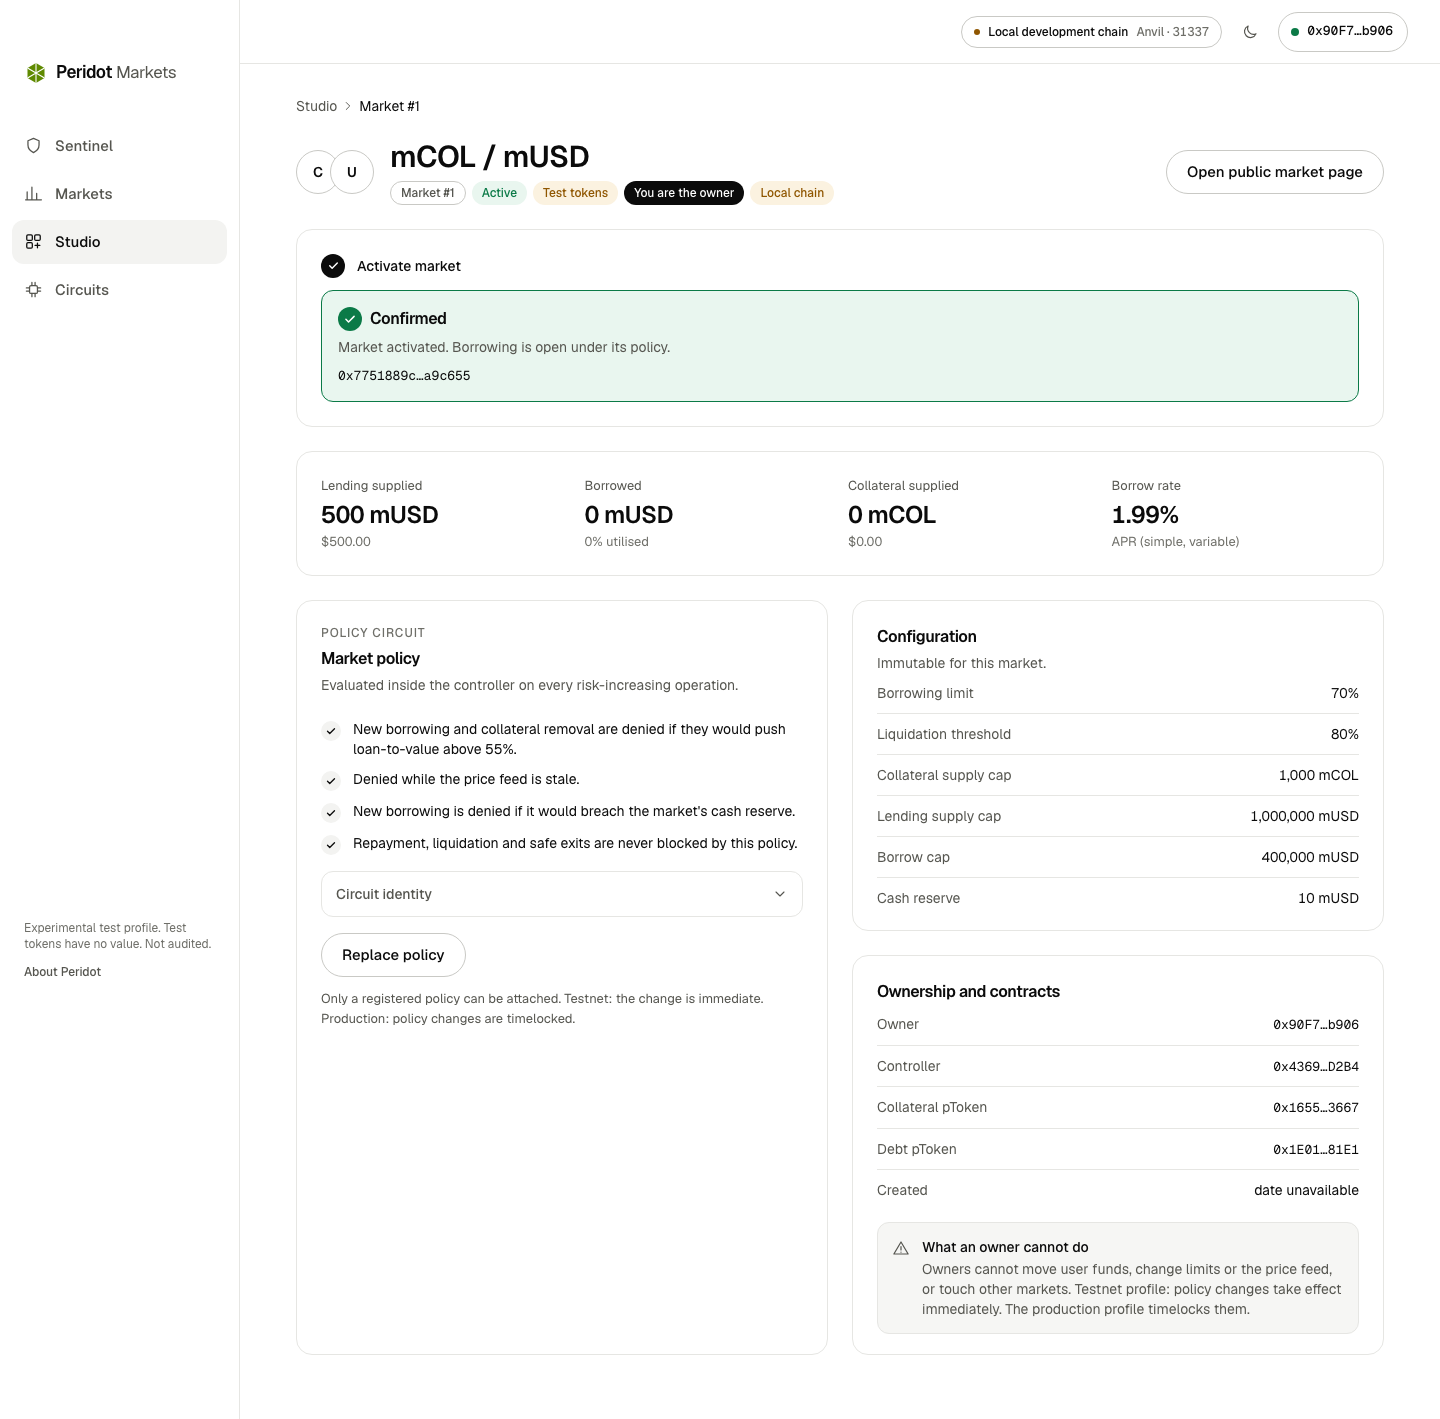 Local development chain Anvil · 31337
0x90F7…b906
Peridot Markets
Sentinel
Markets
Studio
Circuits
Experimental test profile. Test
tokens have no value. Not audited.
About Peridot
Studio > Market #1
C U
mCOL / mUSD
Market #1 Active Test tokens You are the owner Local chain
Open public market page
Activate market
Confirmed
Market activated. Borrowing is open under its policy.
0x7751889c…a9c655
Lending supplied
500 mUSD
$500.00
Borrowed
0 mUSD
0% utilised
Collateral supplied
0 mCOL
$0.00
Borrow rate
1.99%
APR (simple, variable)
POLICY CIRCUIT
Market policy
Evaluated inside the controller on every risk-increasing operation.
New borrowing and collateral removal are denied if they would push
loan-to-value above 55%.
Denied while the price feed is stale.
New borrowing is denied if it would breach the market's cash reserve.
Repayment, liquidation and safe exits are never blocked by this policy.
Circuit identity
Replace policy
Only a registered policy can be attached. Testnet: the change is immediate.
Production: policy changes are timelocked.
Configuration
Immutable for this market.
Borrowing limit 70%
Liquidation threshold 80%
Collateral supply cap 1,000 mCOL
Lending supply cap 1,000,000 mUSD
Borrow cap 400,000 mUSD
Cash reserve 10 mUSD
Ownership and contracts
Owner 0x90F7…b906
Controller 0x4369…D2B4
Collateral pToken 0x1655…3667
Debt pToken 0x1E01…81E1
Created date unavailable
What an owner cannot do
Owners cannot move user funds, change limits or the price feed,
or touch other markets. Testnet profile: policy changes take effect
immediately. The production profile timelocks them.